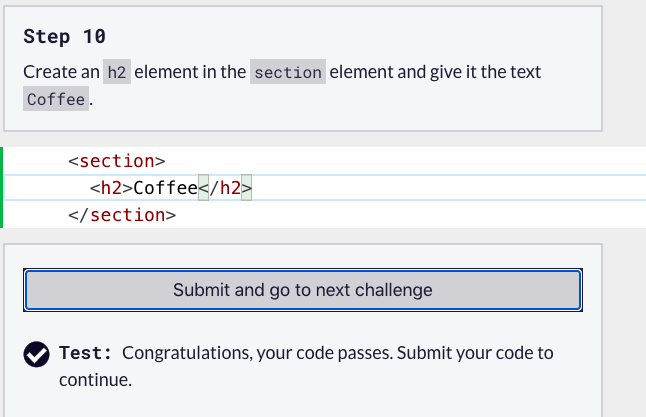 Step 10
Create an h2 element in the section element and give it the text
Coffee.
<section>
<h2>Coffee</h2>
</section>
Submit and go to next challenge
Test: Congratulations, your code passes. Submit your code to
continue.